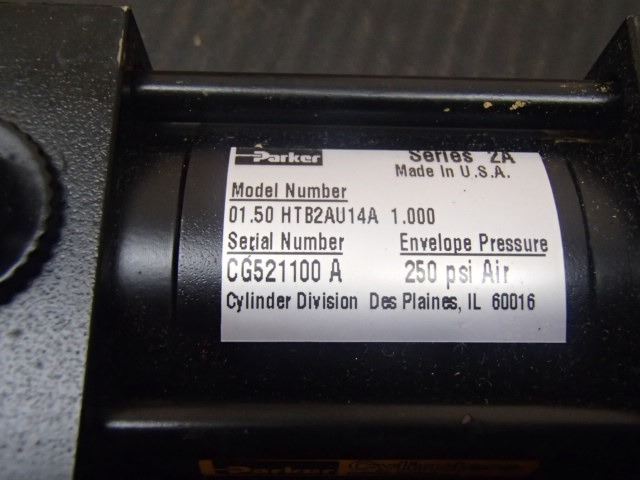 Parker Series 2A
Made In U.S.A.
Model Number
01.50 HTB2AU14A 1.000
Serial Number Envelope Pressure
CG521100 A 250 psi Air
Cylinder Division Des Plaines, IL 60016
Parker